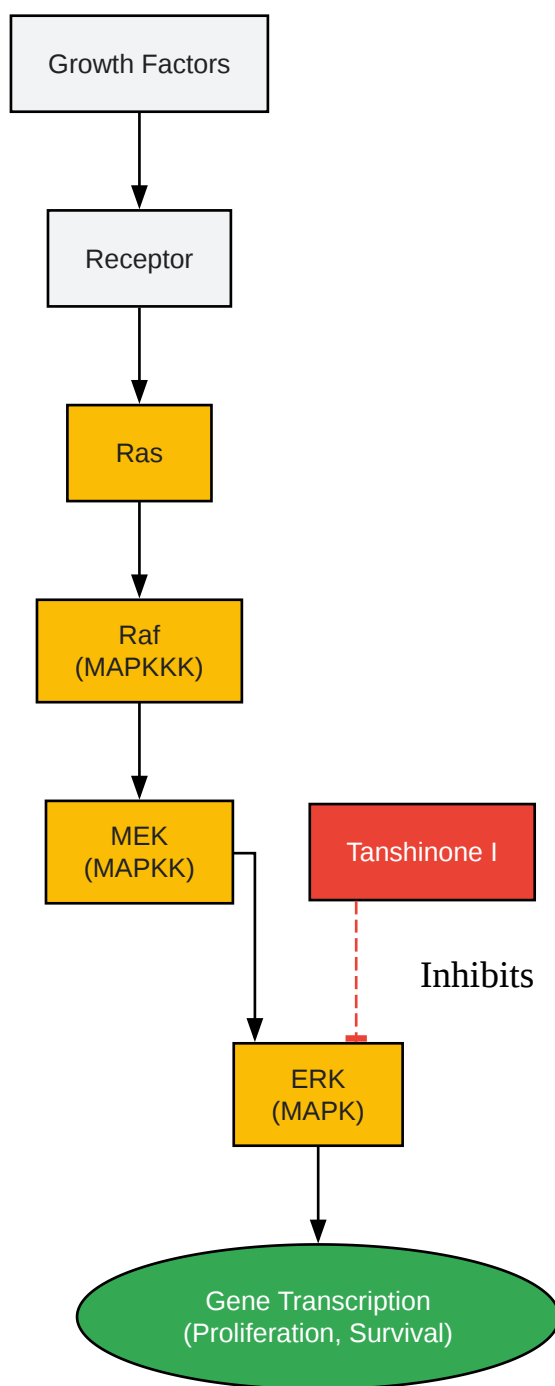 Growth Factors
Receptor
Ras
Raf
(MAPKKK)
MEK
(MAPKK)
Tanshinone I
Inhibits
ERK
(MAPK)
Gene Transcription
(Proliferation, Survival)